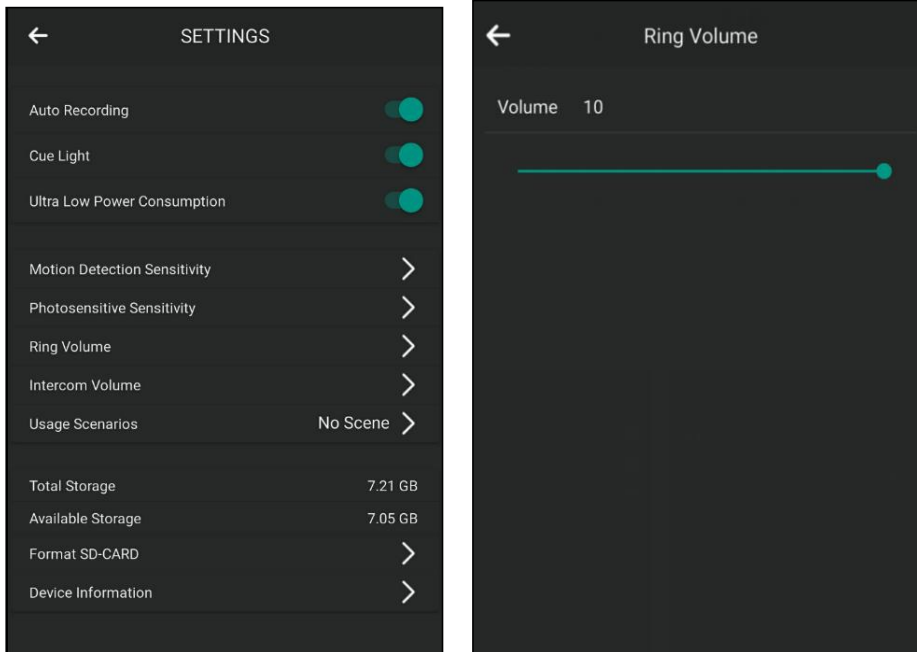 SETTINGS
Auto Recording
Cue Light
Ultra Low Power Consumption
Motion Detection Sensitivity
Photosensitive Sensitivity
Ring Volume
Intercom Volume
Usage Scenarios No Scene
Total Storage 7.21 GB
Available Storage 7.05 GB
Format SD-CARD
Device Information
Ring Volume
Volume 10